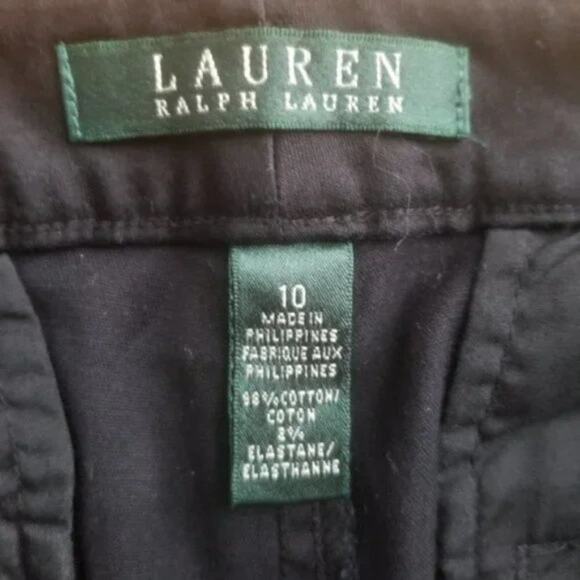 LAUREN
RALPH LAUREN
10
MADE IN
PHILIPPINES
FABRIQUE AUX
PHILIPPINES
98% COTTON/
COTON
2%
ELASTANE/
ELASTHANNE